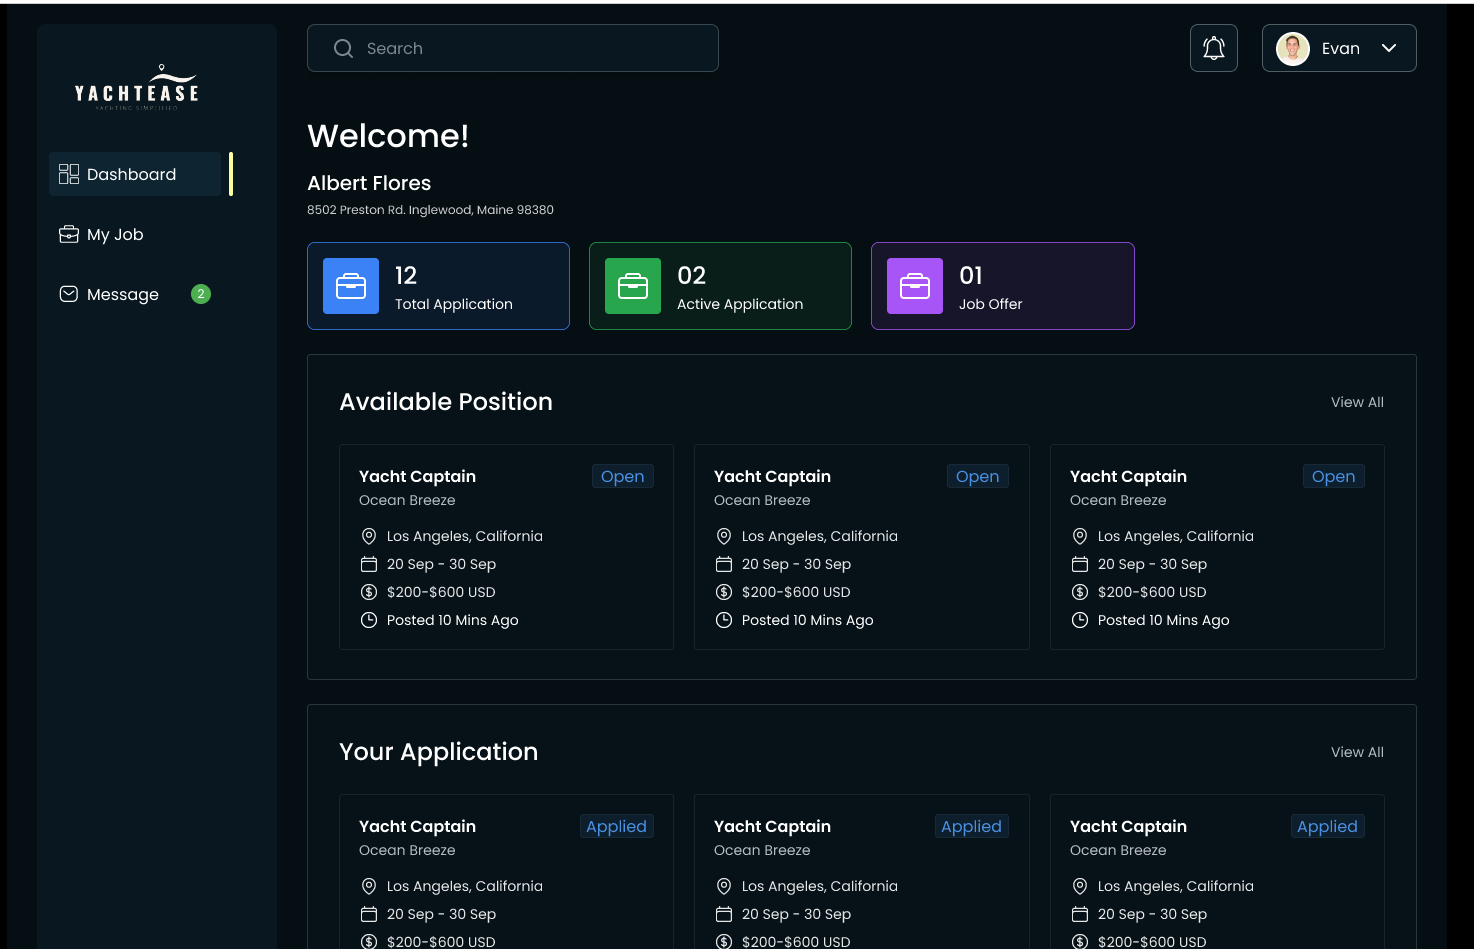 YACHTEASE
YACHTING SIMPLIFIED
Dashboard
My Job
Message
2
Search
Evan
Welcome!
Albert Flores
8502 Preston Rd. Inglewood, Maine 98380
12
Total Application
02
Active Application
01
Job Offer
Available Position
View All
Yacht Captain
Open
Ocean Breeze
Los Angeles, California
20 Sep - 30 Sep
$200-$600 USD
Posted 10 Mins Ago
Yacht Captain
Open
Ocean Breeze
Los Angeles, California
20 Sep - 30 Sep
$200-$600 USD
Posted 10 Mins Ago
Yacht Captain
Open
Ocean Breeze
Los Angeles, California
20 Sep - 30 Sep
$200-$600 USD
Posted 10 Mins Ago
Your Application
View All
Yacht Captain
Applied
Ocean Breeze
Los Angeles, California
20 Sep - 30 Sep
$200-$600 USD
Yacht Captain
Applied
Ocean Breeze
Los Angeles, California
20 Sep - 30 Sep
$200-$600 USD
Yacht Captain
Applied
Ocean Breeze
Los Angeles, California
20 Sep - 30 Sep
$200-$600 USD